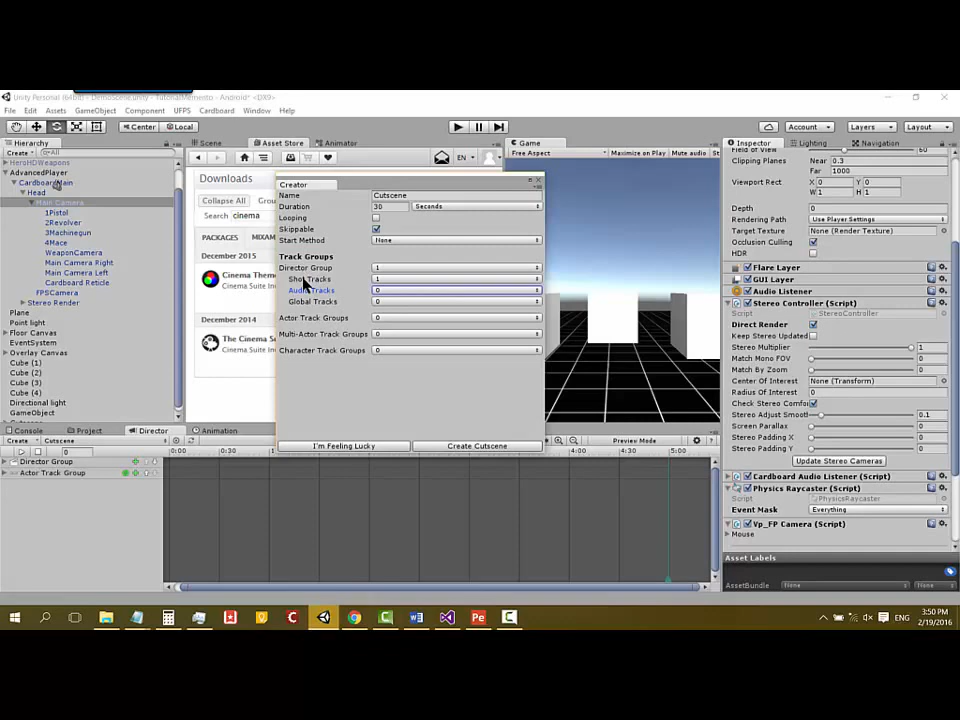 Unity Personal (64bit) - DemoScene.unity - TutorialMemento - Android* <DX9>
File Edit Assets GameObject Component UFPS Cardboard Window Help
Center Local Account Layers Layout
Hierarchy Scene Asset Store Animator Game Inspector Lighting Navigation
Create All
EN
Free Aspect Maximize on Play Mute audio St
HeroHDWeapons
AdvancedPlayer
CardboardMain
Head
Main Camera
1Pistol
2Revolver
3Machinegun
4Mace
WeaponCamera
Main Camera Right
Main Camera Left
Cardboard Reticle
FPSCamera
Stereo Render
Plane
Point light
Floor Canvas
EventSystem
Overlay Canvas
Cube (1)
Cube (2)
Cube (3)
Cube (4)
Directional light
GameObject
Downloads
Collapse All Grou
Search cinema
PACKAGES MIXAM
December 2015
Cinema Them
Cinema Suite In
December 2014
The Cinema S
Cinema Suite In
Creator
Name Cutscene
Duration 30 Seconds
Looping
Skippable
Start Method None
Track Groups
Director Group 1
Shot Tracks 1
Audio Tracks 0
Global Tracks 0
Actor Track Groups 0
Multi-Actor Track Groups 0
Character Track Groups 0
I'm Feeling Lucky Create Cutscene
Field of View 60
Clipping Planes Near 0.3
Far 1000
Viewport Rect X 0 Y 0
W 1 H 1
Depth 0
Rendering Path Use Player Settings
Target Texture None (Render Texture)
Occlusion Culling
HDR
Flare Layer
GUI Layer
Audio Listener
Stereo Controller (Script)
Script StereoController
Direct Render
Keep Stereo Updated
Stereo Multiplier 1
Match Mono FOV 0
Match By Zoom 0
Center Of Interest None (Transform)
Radius Of Interest 0
Check Stereo Comfor
Stereo Adjust Smooth 0.1
Screen Parallax 0
Stereo Padding X 0
Stereo Padding Y 0
Update Stereo Cameras
Cardboard Audio Listener (Script)
Physics Raycaster (Script)
Script PhysicsRaycaster
Event Mask Everything
Vp_FP Camera (Script)
Mouse
Asset Labels
AssetBundle None None
Console Project Director Animation
Create Cutscene Preview Mode ?
0 0:00 0:30 1 4:00 4:30 5:00
Director Group
Actor Track Group
ENG 3:50 PM
2/19/2016